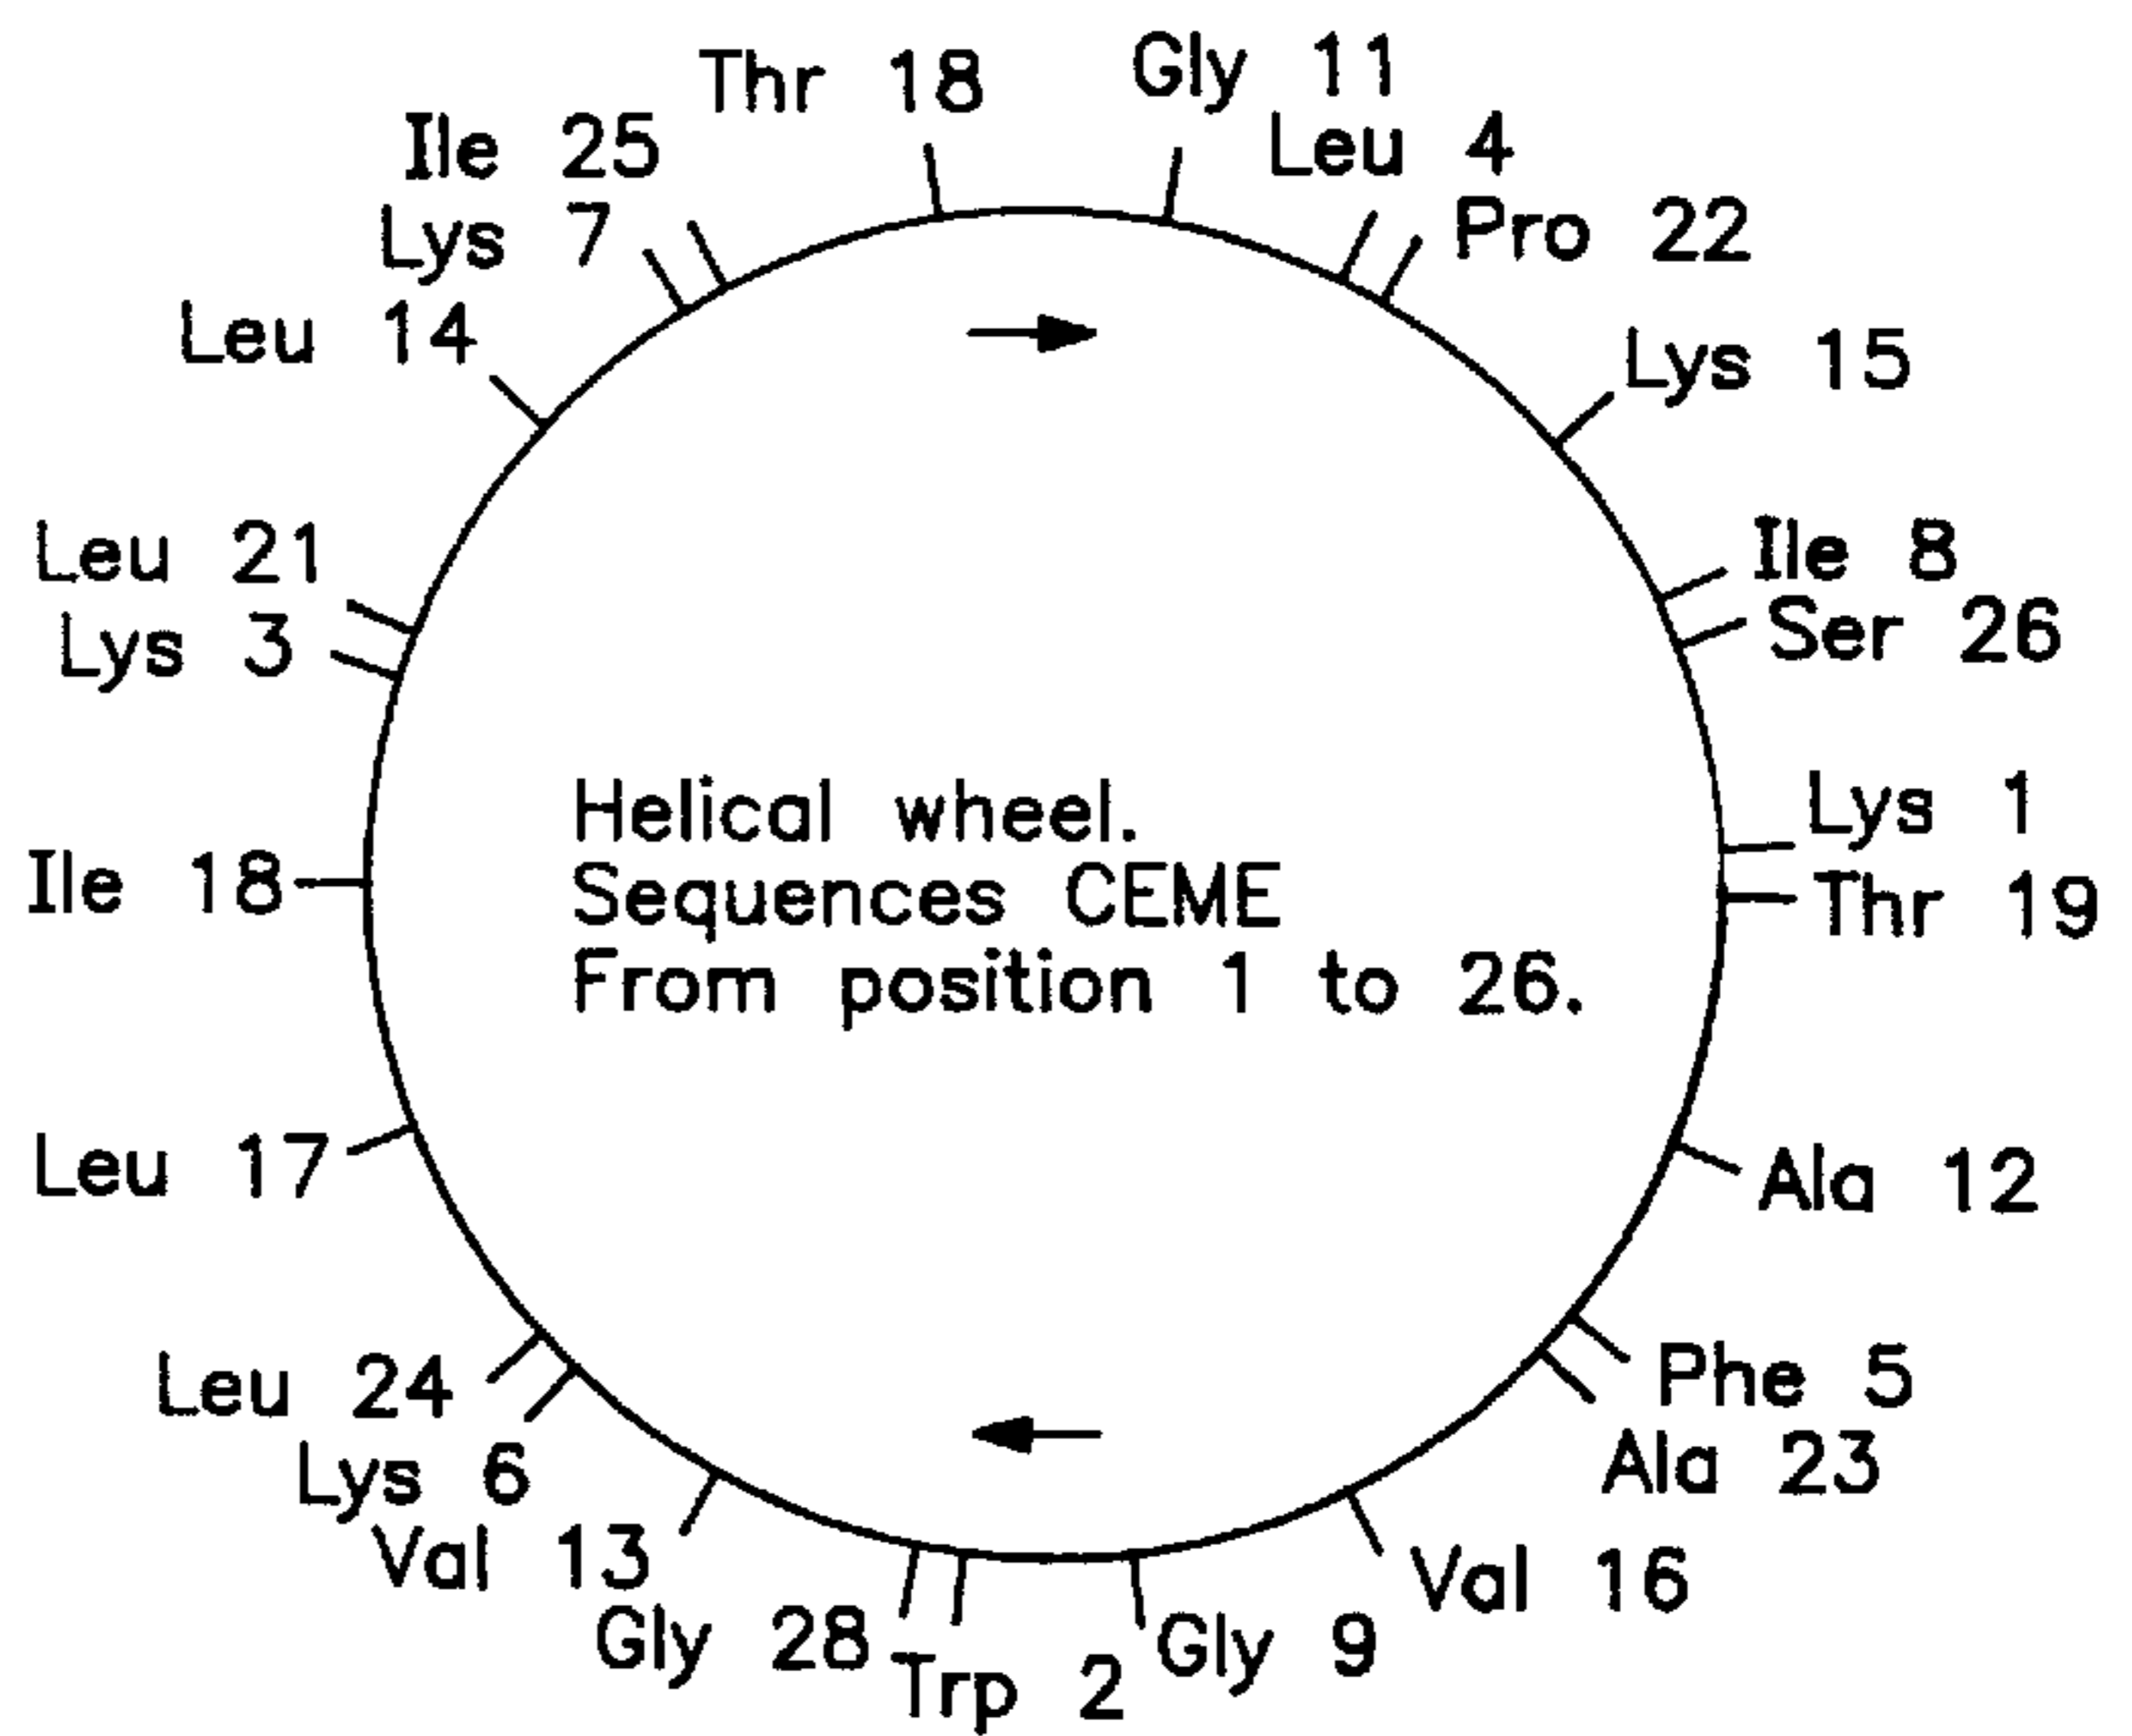 Thr 18
Gly 11
Leu 4
Pro 22
Lys 15
Ile 8
Ser 26
Lys 1
Thr 19
Ala 12
Phe 5
Ala 23
Val 16
Gly 9
Trp 2
Gly 28
Val 13
Lys 6
Leu 24
Leu 17
Ile 18
Lys 3
Leu 21
Leu 14
Lys 7
Ile 25
Helical wheel.
Sequences CEME
From position 1 to 26.